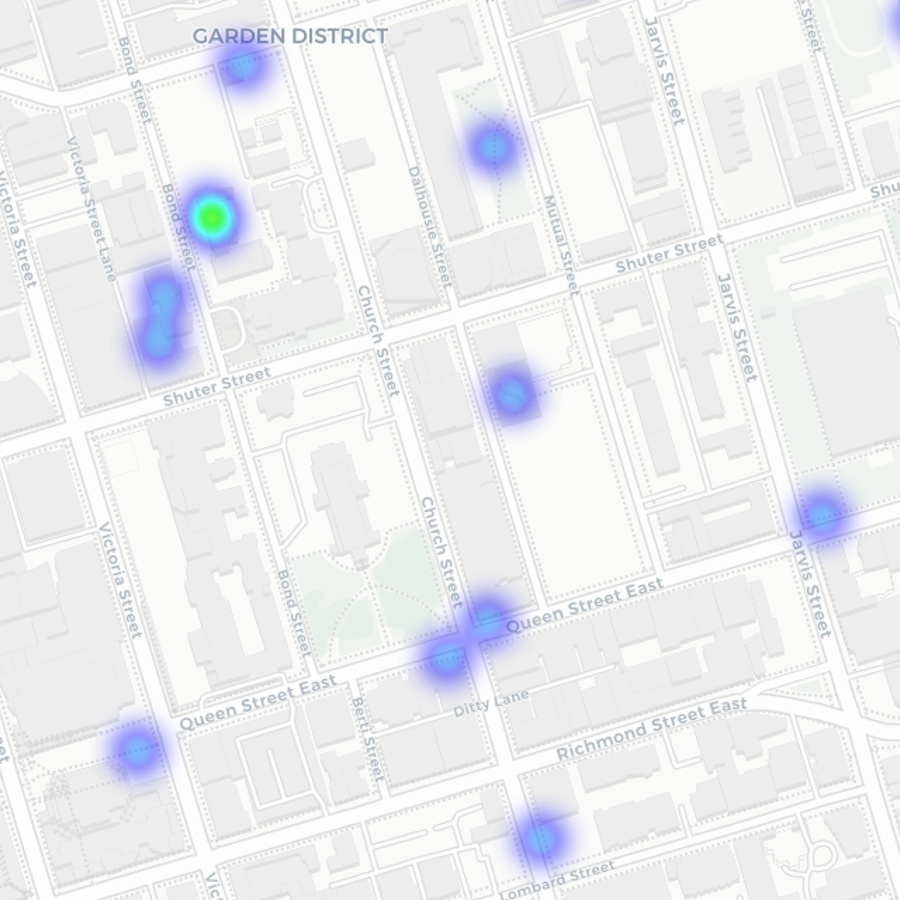 GARDEN DISTRICT
Bond Street
Jarvis Street
Street
Victoria Street Lane
Victoria Street
Bond Street
Dalhousie Street
Mutual Street
Shu
Shuter Street
Church Street
Jarvis Street
Shuter Street
Church Street
Victoria Street
Bond Street
Jarvis Street
Queen Street East
Queen Street East
Ditty Lane
Berti Street
Richmond Street East
Lombard Street
Vic